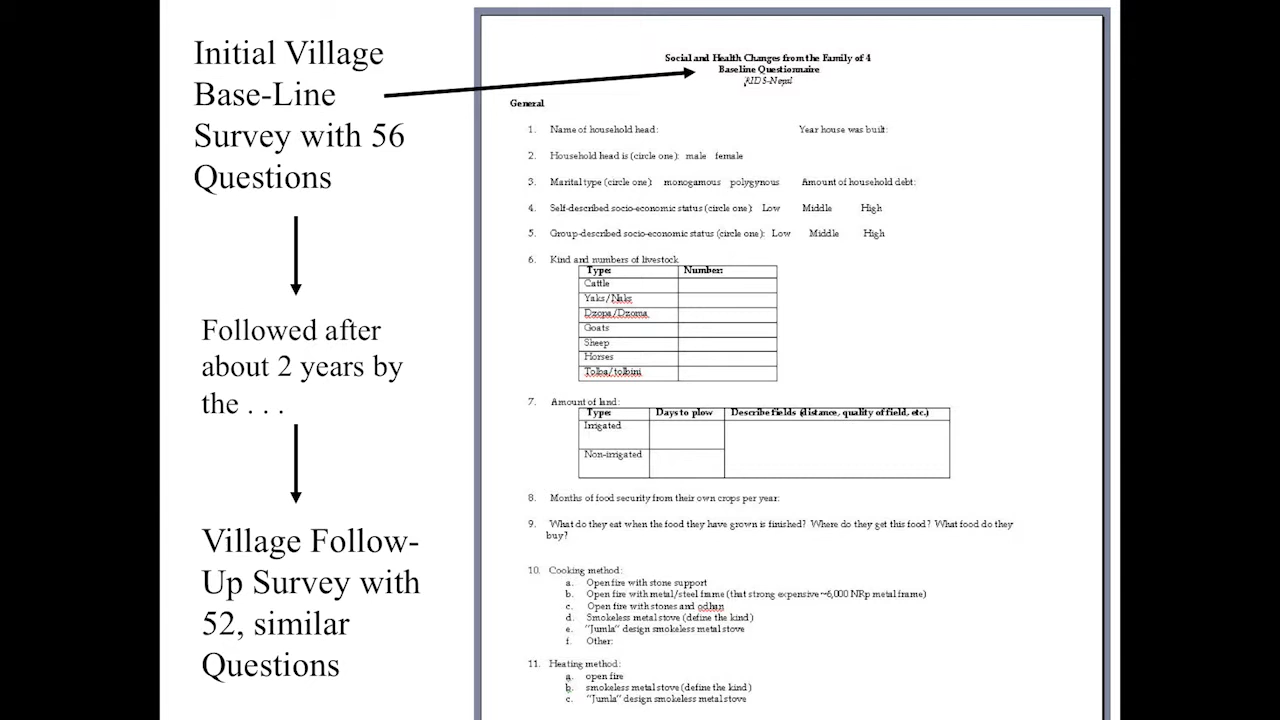 Initial Village
Base-Line
Survey with 56
Questions
Followed after
about 2 years by
the . . .
Village Follow-
Up Survey with
52, similar
Questions
Social and Health Changes from the Family of 4
Baseline Questionnaire
RIDS-Nepal
General
1. Name of household head: Year house was built:
2. Household head is (circle one): male female
3. Marital type (circle one) monogamous polygynous Amount of household debt:
4. Self-described socio-economic status (circle one) Low Middle High
5. Group-described socio-economic status (circle one): Low Middle High
6. Kind and numbers of livestock
Type: Number:
Cattle
Yaks/Naks
Dzopa/Dzoma
Goats
Sheep
Horses
Tolba/tolbini
7. Amount of land:
Type: Days to plow Describe fields (distance, quality of field, etc.)
Irrigated
Non-irrigated
8. Months of food security from their own crops per year:
9. What do they eat when the food they have grown is finished? Where do they get this food? What food do they
buy?
10. Cooking method:
a. Open fire with stone support
b. Open fire with metal/steel frame (that strong expensive ~6,000 NRp metal frame)
c. Open fire with stones and odhan
d. Smokeless metal stove (define the kind)
e. "Jumla" design smokeless metal stove
f. Other:
11. Heating method:
a. open fire
b. smokeless metal stove (define the kind)
c. "Jumla" design smokeless metal stove